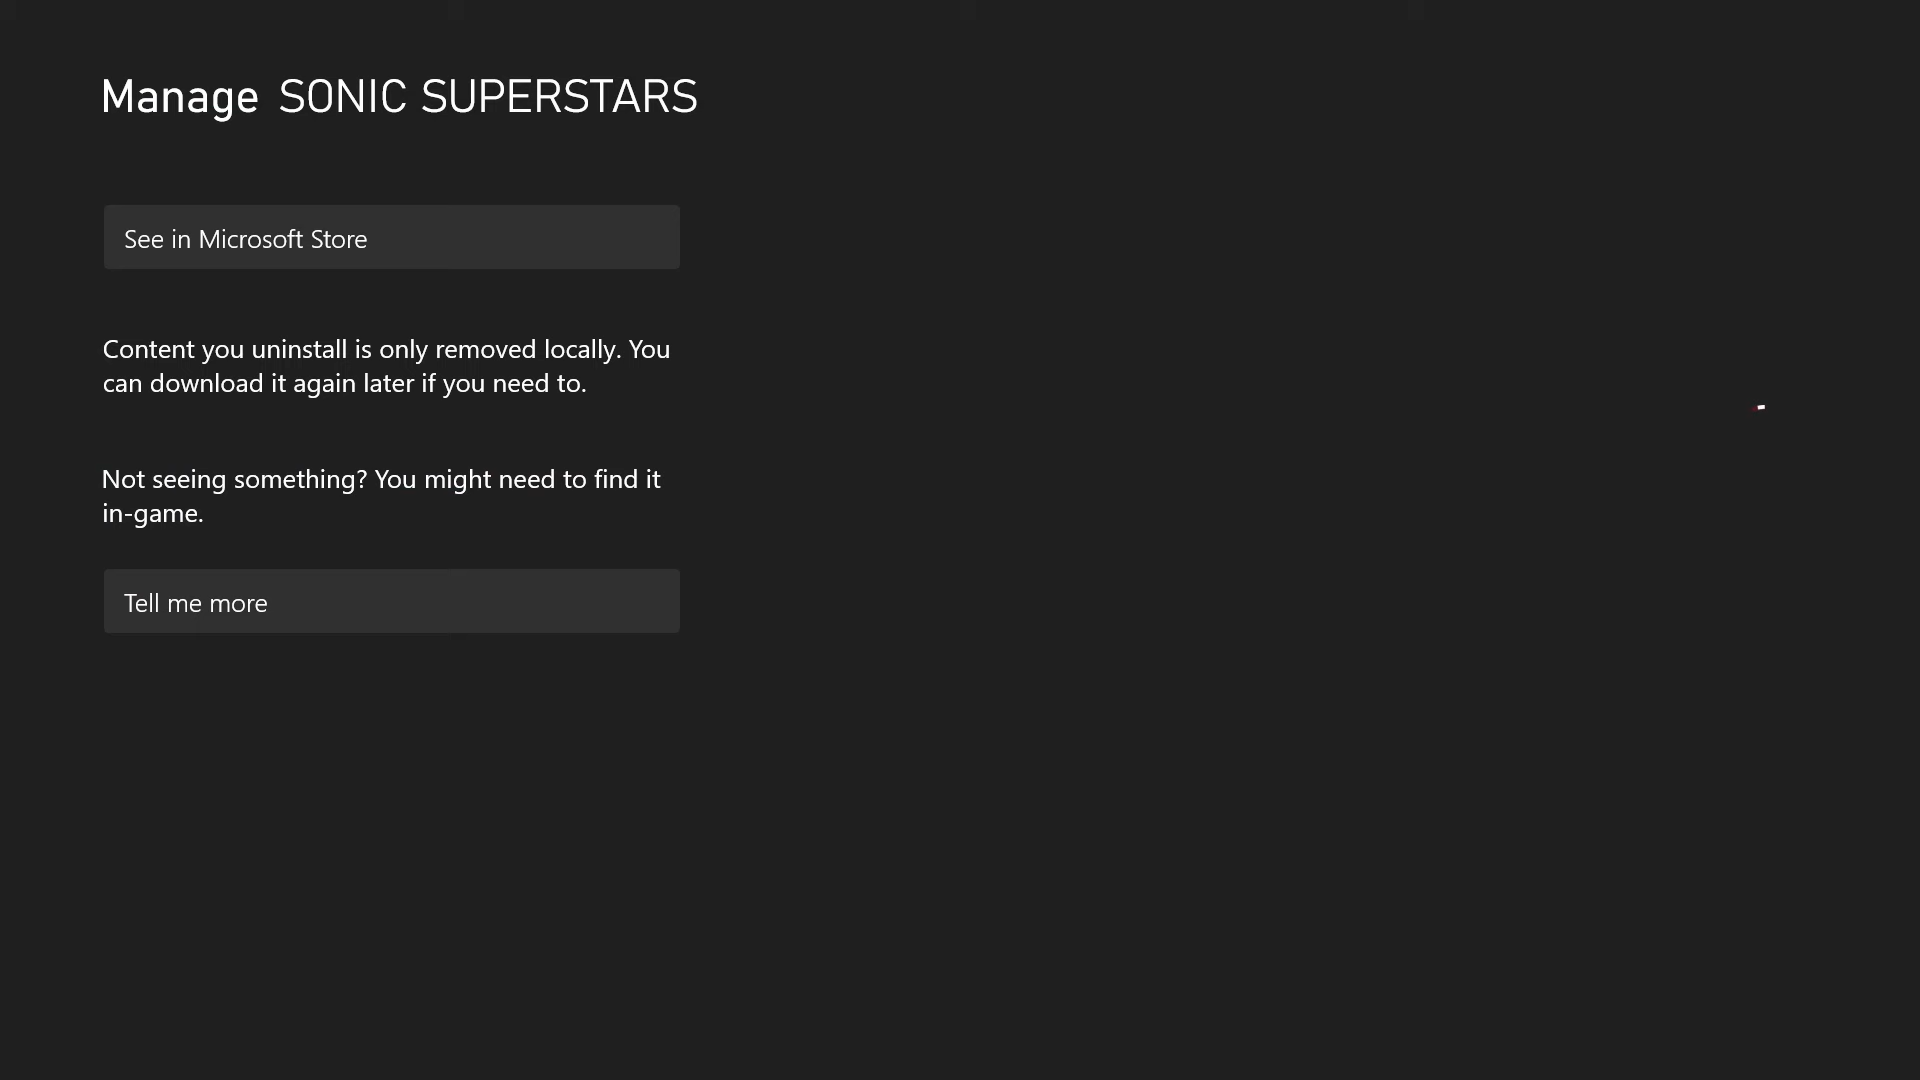 Manage SONIC SUPERSTARS
See in Microsoft Store
Content you uninstall is only removed locally. You
can download it again later if you need to.
Not seeing something? You might need to find it
in-game.
Tell me more